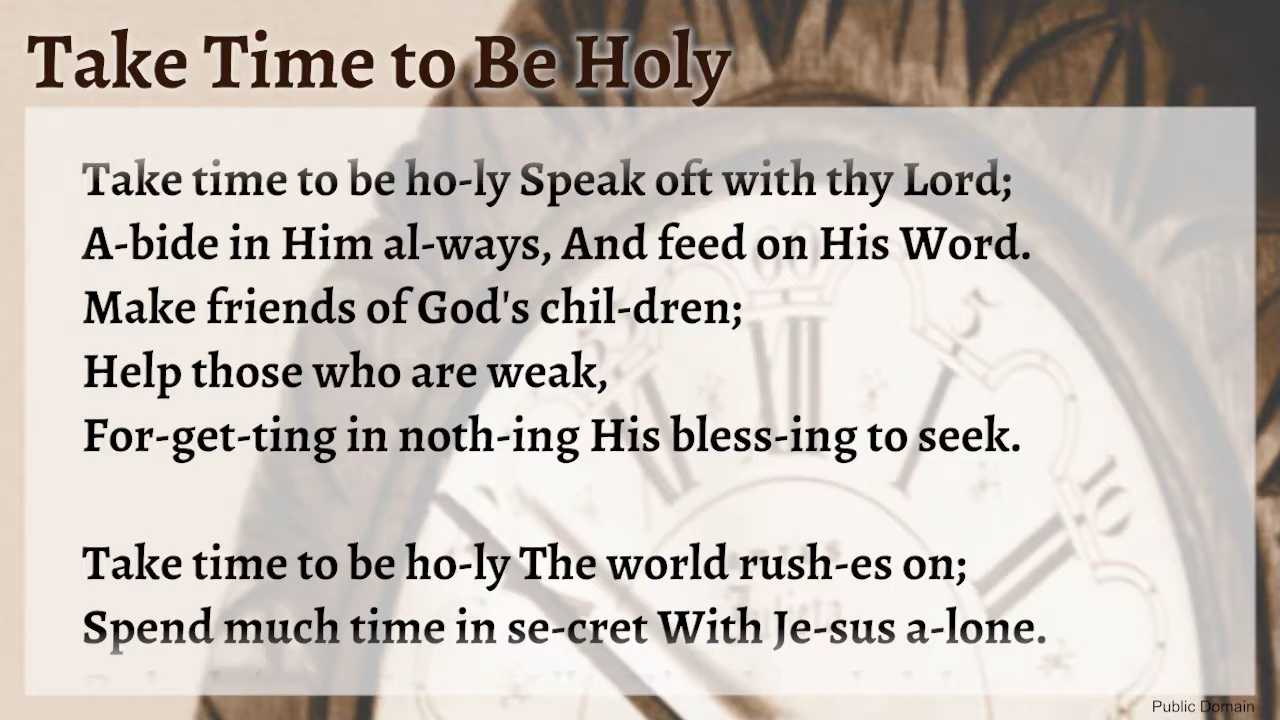 Take Time to Be Holy
Take time to be ho-ly Speak oft with thy Lord;
A-bide in Him al-ways, And feed on His Word.
Make friends of God's chil-dren;
Help those who are weak,
For-get-ting in noth-ing His bless-ing to seek.
Take time to be ho-ly The world rush-es on;
Spend much time in se-cret With Je-sus a-lone.
5
10
Public Domain